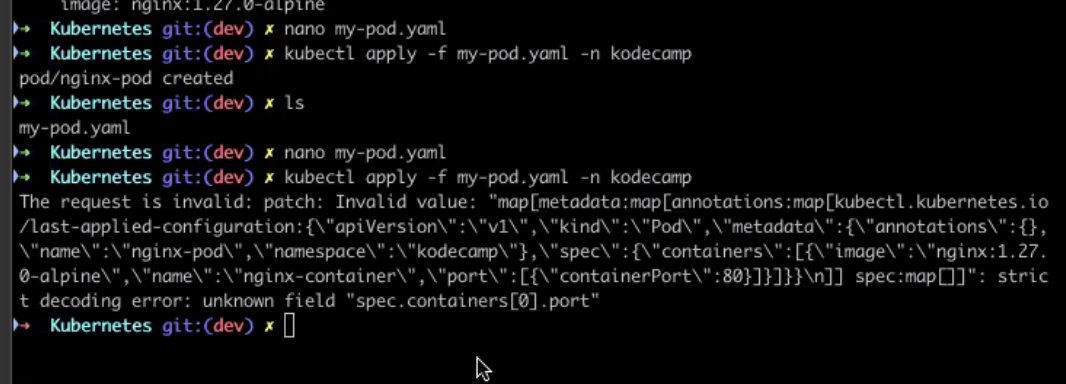 image: nginx:1.27.0-alpine
➜ Kubernetes git:(dev) ✗ nano my-pod.yaml
➜ Kubernetes git:(dev) ✗ kubectl apply -f my-pod.yaml -n kodecamp
pod/nginx-pod created
➜ Kubernetes git:(dev) ✗ ls
my-pod.yaml
➜ Kubernetes git:(dev) ✗ nano my-pod.yaml
➜ Kubernetes git:(dev) ✗ kubectl apply -f my-pod.yaml -n kodecamp
The request is invalid: patch: Invalid value: "map[metadata:map[annotations:map[kubectl.kubernetes.io
/last-applied-configuration:{\"apiVersion\":\"v1\",\"kind\":\"Pod\",\"metadata\":{\"annotations\":{},
\"name\":\"nginx-pod\",\"namespace\":\"kodecamp\"},\"spec\":{\"containers\":[{\"image\":\"nginx:1.27.
0-alpine\",\"name\":\"nginx-container\",\"port\":[{\"containerPort\":80}]}]}}\n]] spec:map[]]": stric
t decoding error: unknown field "spec.containers[0].port"
➜ Kubernetes git:(dev) ✗